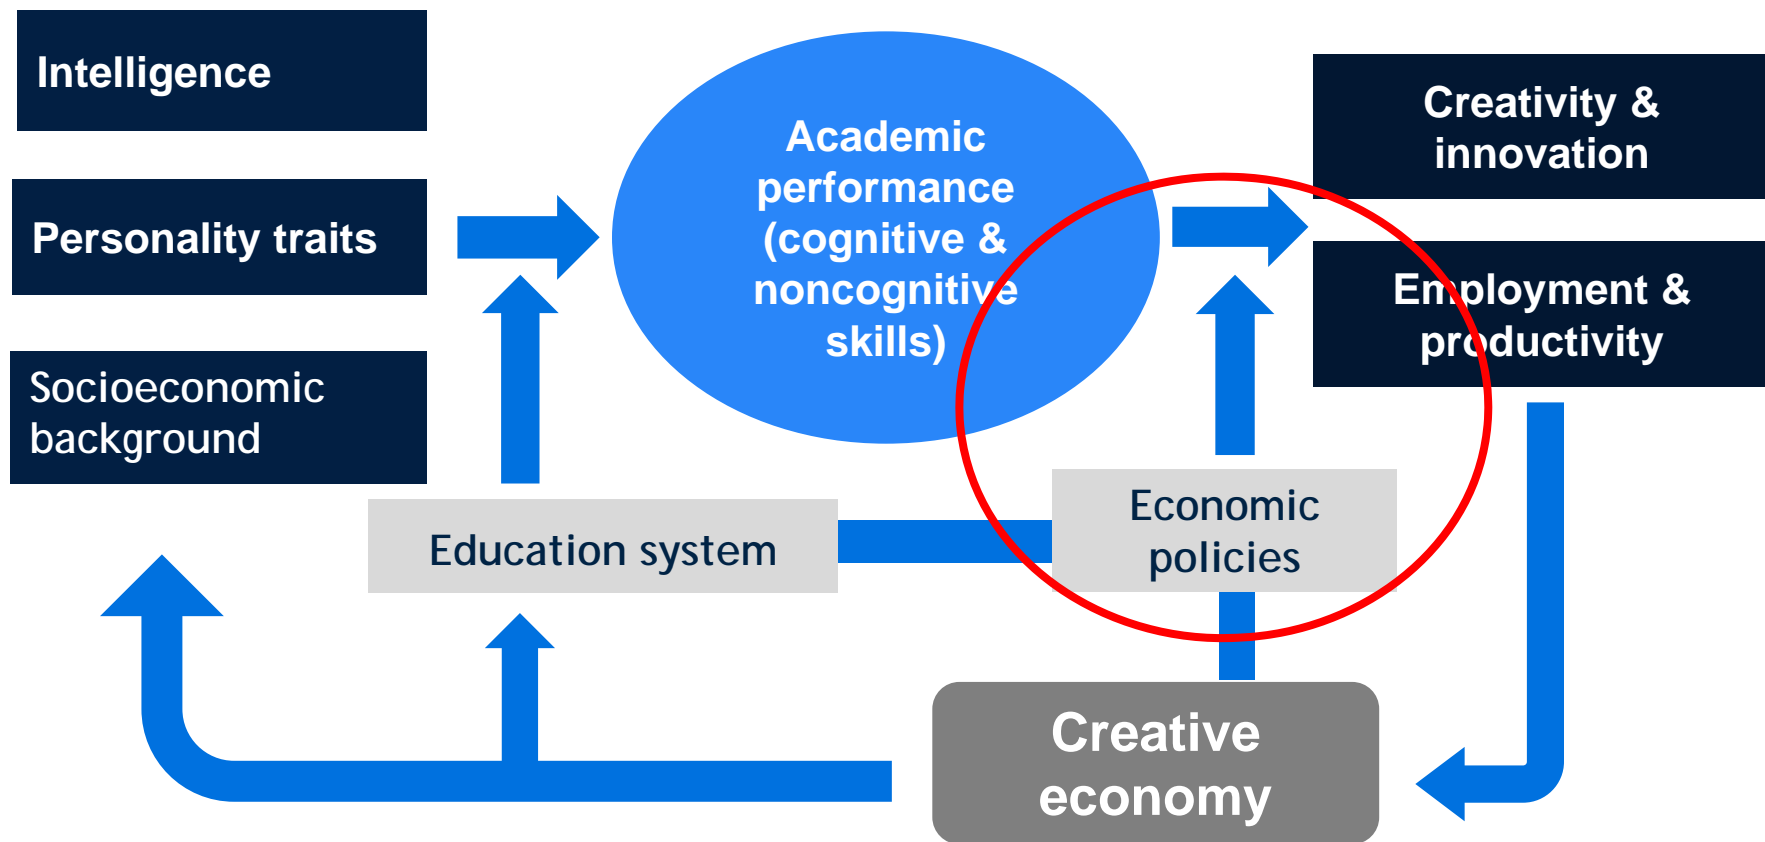 Intelligence
Personality traits
Socioeconomic
background
Academic
performance
(cognitive &
noncognitive
skills)
Creativity &
innovation
Employment &
productivity
Education system
Economic
policies
Creative
economy